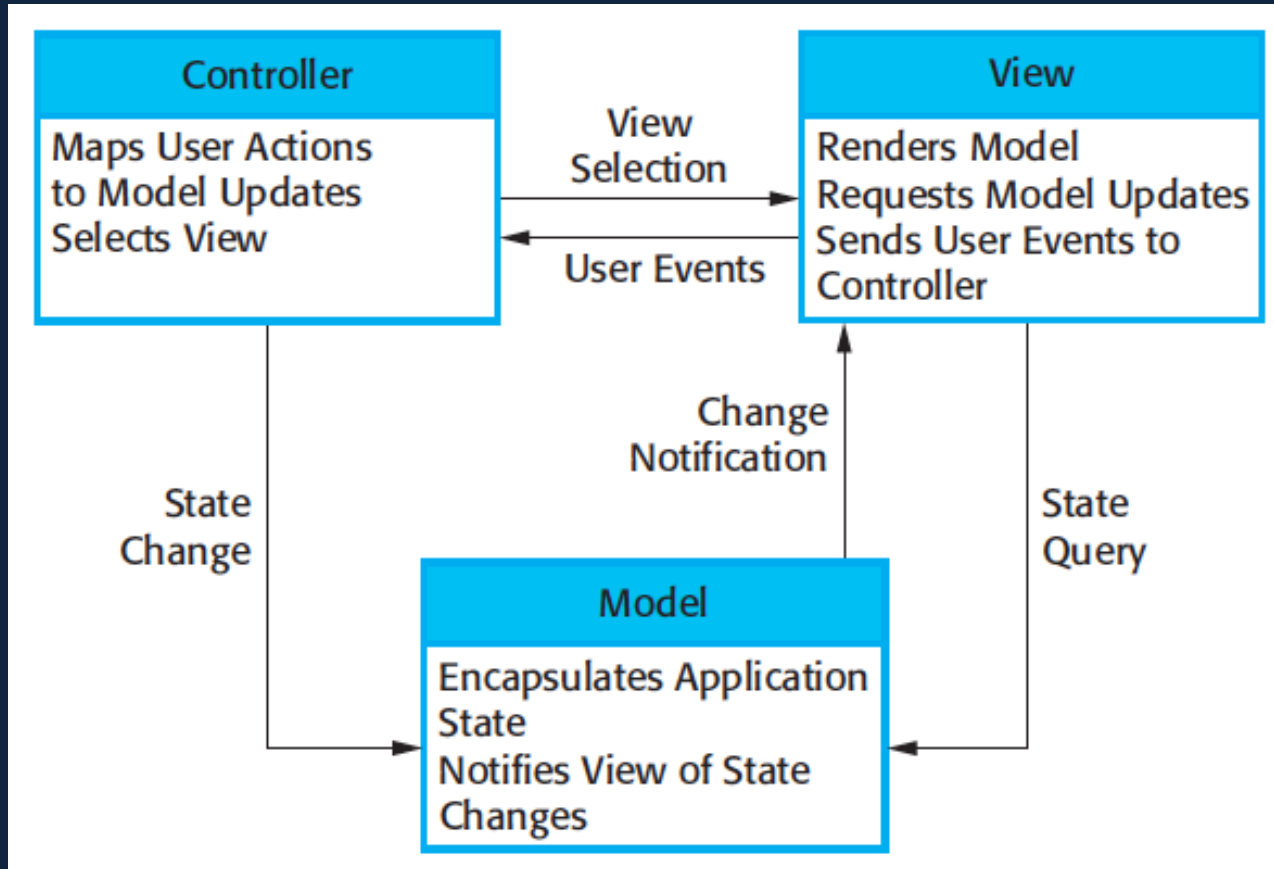 Controller
Maps User Actions
to Model Updates
Selects View
View
Selection
User Events
View
Renders Model
Requests Model Updates
Sends User Events to
Controller
State
Change
Change
Notification
State
Query
Model
Encapsulates Application
State
Notifies View of State
Changes